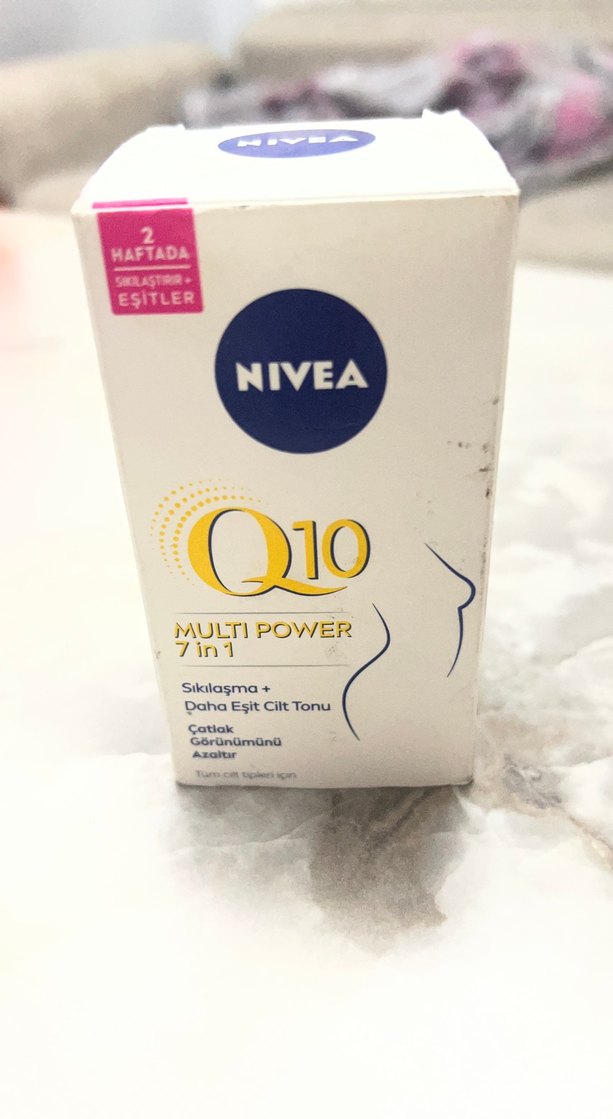 NIVEA
2
HAFTADA
SIKILAŞTIRIR +
EŞİTLER
NIVEA
Q10
MULTI POWER
7 in 1
Sıkılaşma +
Daha Eşit Cilt Tonu
Çatlak
Görünümünü
Azaltır
Tüm cilt tipleri için